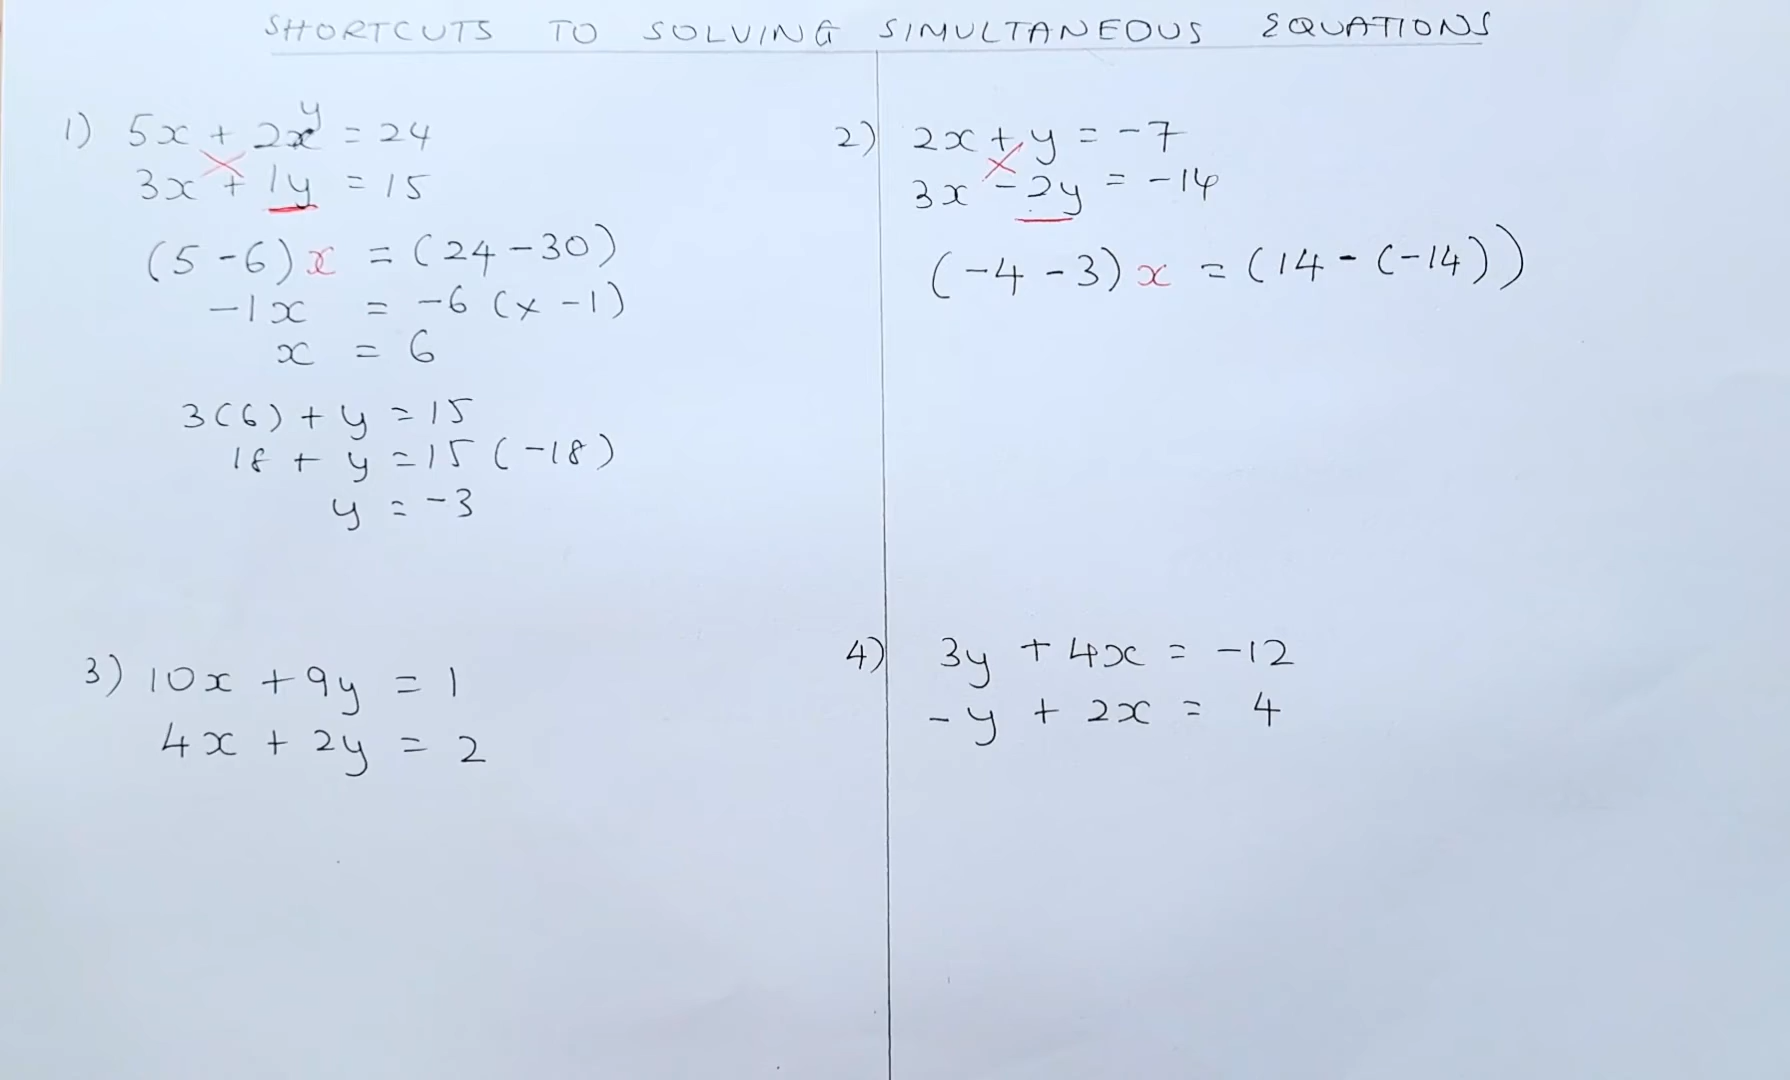 SHORTCUTS TO SOLVING SIMULTANEOUS EQUATIONS
1) 5x + 2y = 24
3x + 1y = 15
(5 - 6) x = (24 - 30)
-1x = -6 (x -1)
x = 6
3(6) + y = 15
18 + y = 15 (-18)
y = -3
2) 2x + y = -7
3x - 2y = -14
(-4 - 3) x = (14 - (-14))
3) 10x + 9y = 1
4x + 2y = 2
4) 3y + 4x = -12
-y + 2x = 4